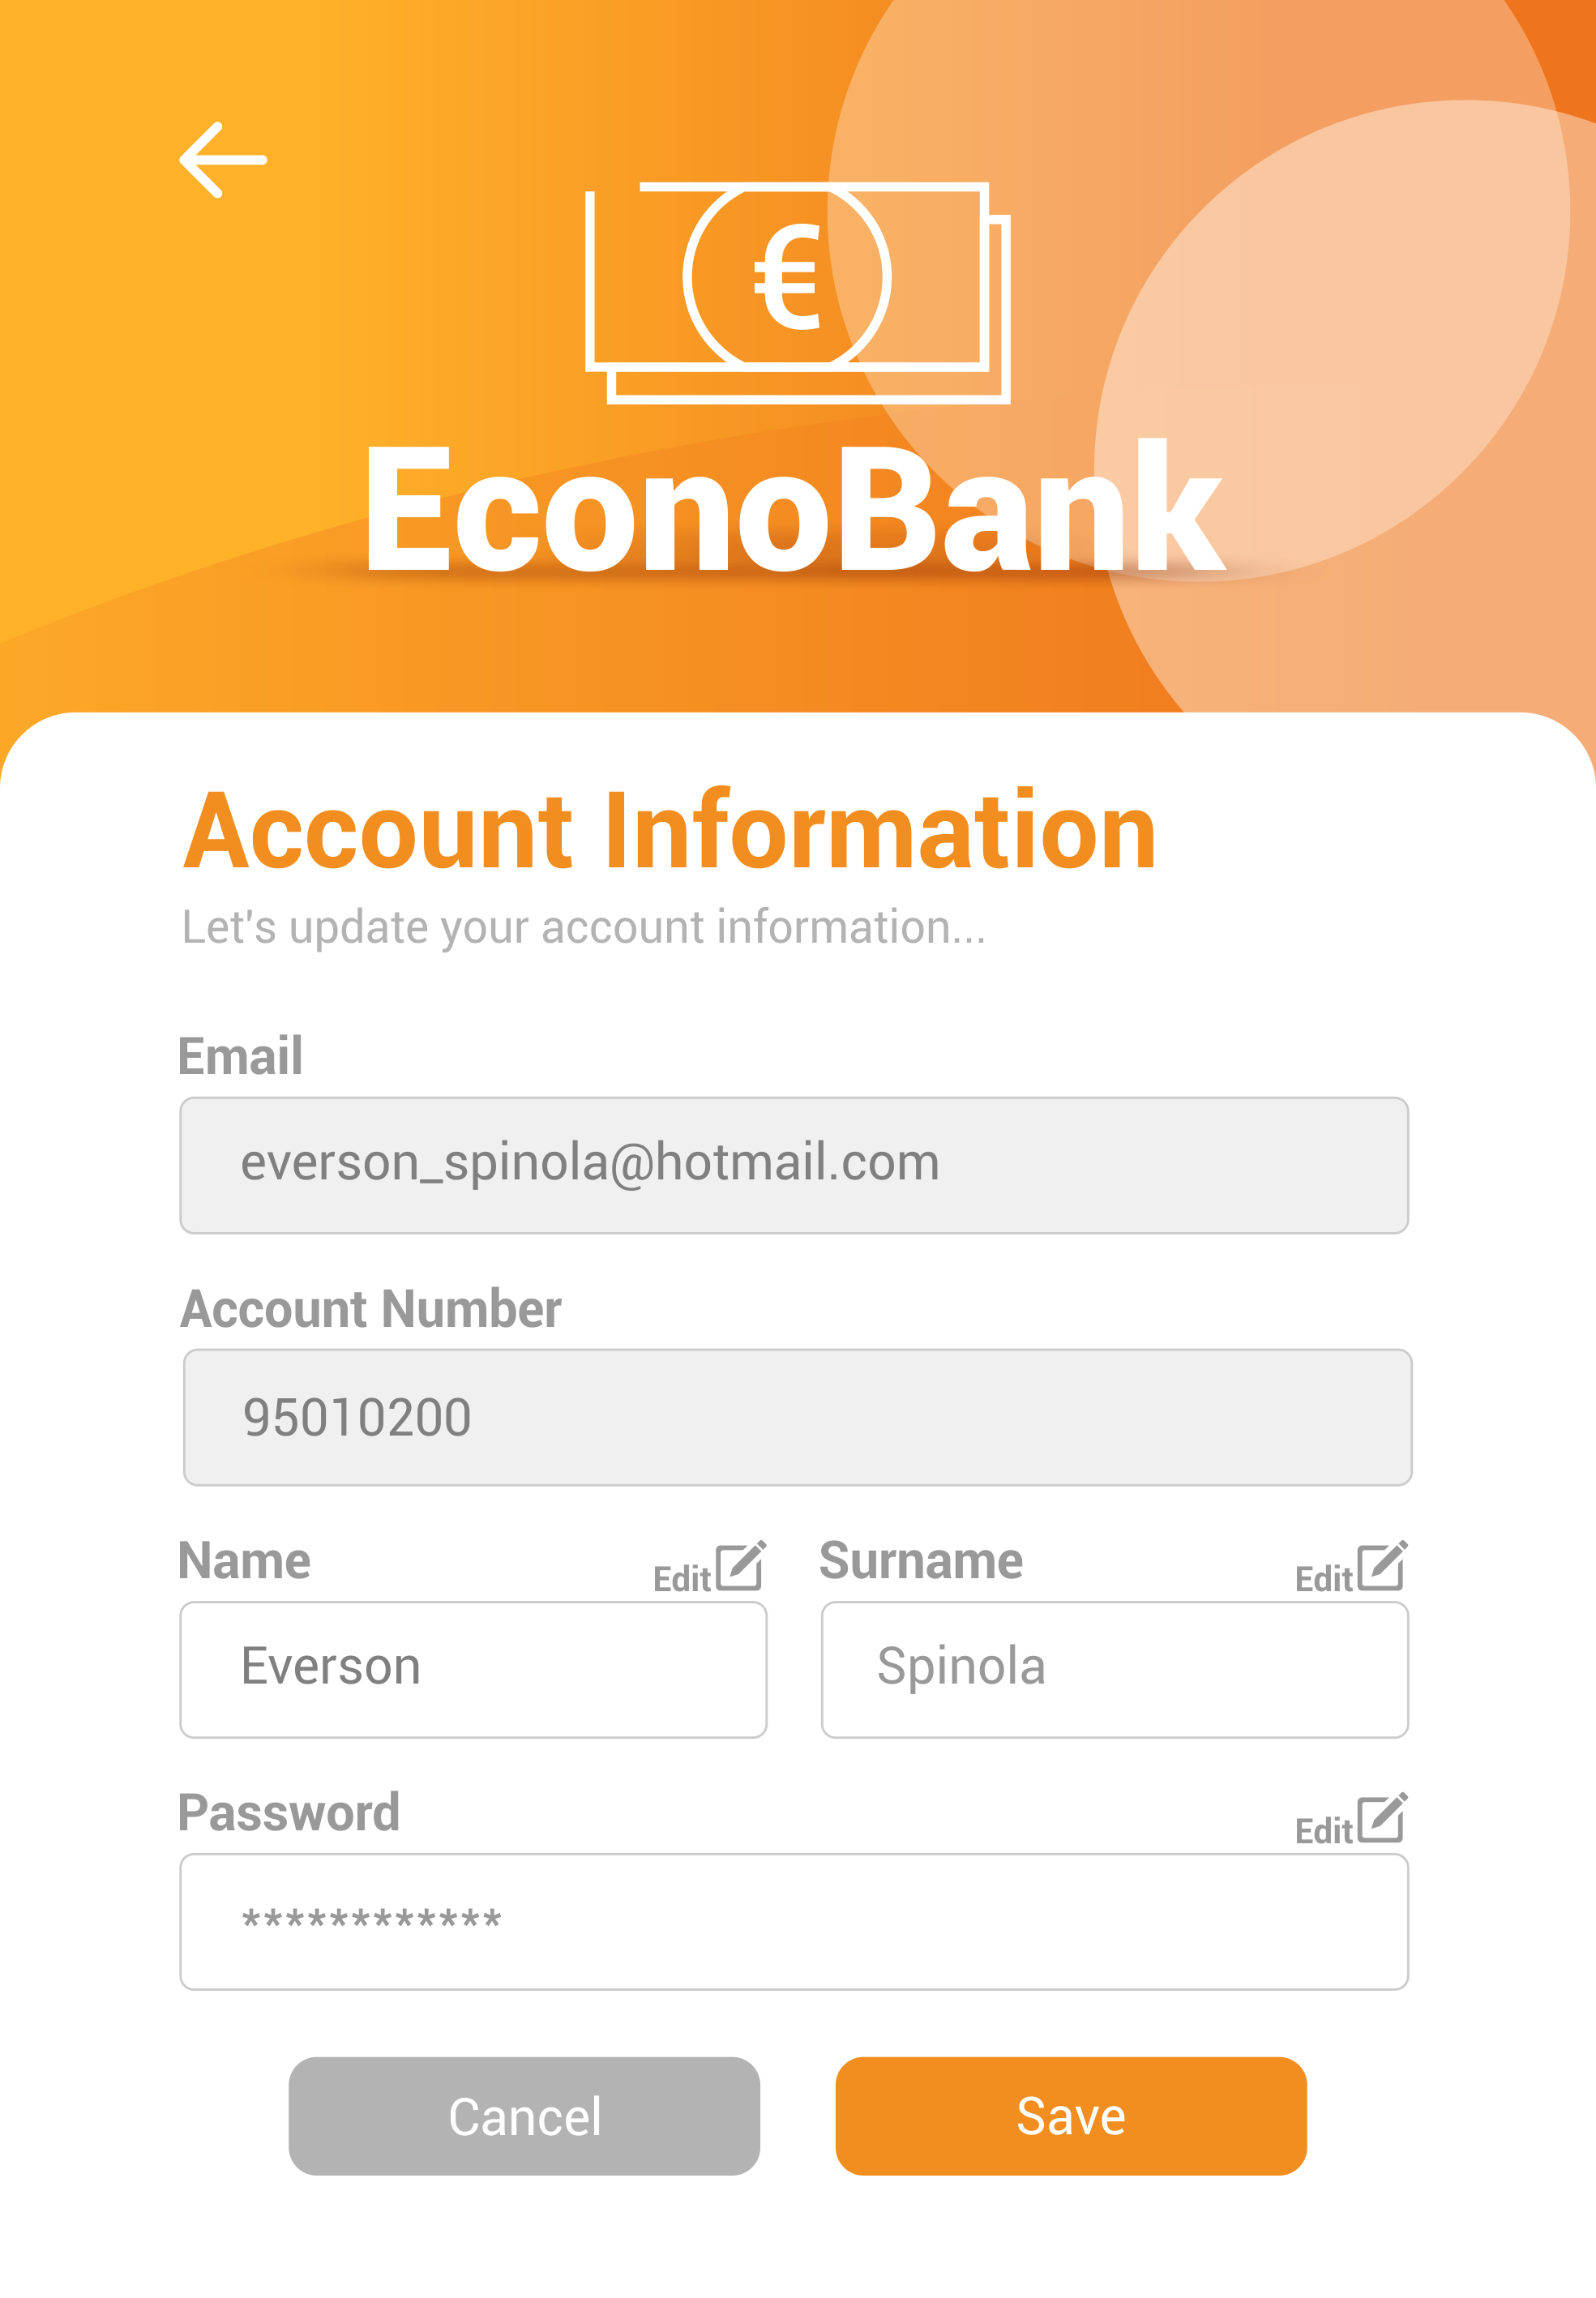 €
EconoBank
Account Information
Let's update your account information...
Email
everson_spinola@hotmail.com
Account Number
95010200
Name Edit Surname Edit
Everson Spinola
Password Edit
************
Cancel Save